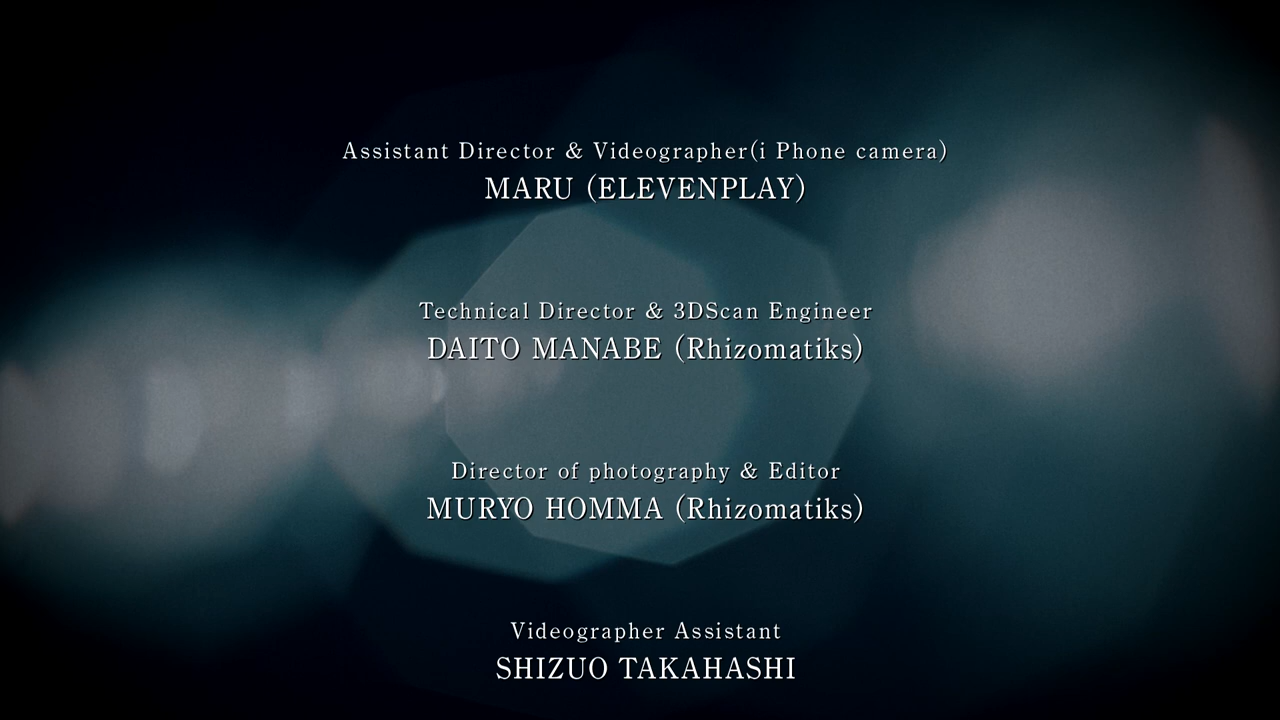 Assistant Director & Videographer(i Phone camera)
MARU (ELEVENPLAY)
Technical Director & 3DScan Engineer
DAITO MANABE (Rhizomatiks)
Director of photography & Editor
MURYO HOMMA (Rhizomatiks)
Videographer Assistant
SHIZUO TAKAHASHI